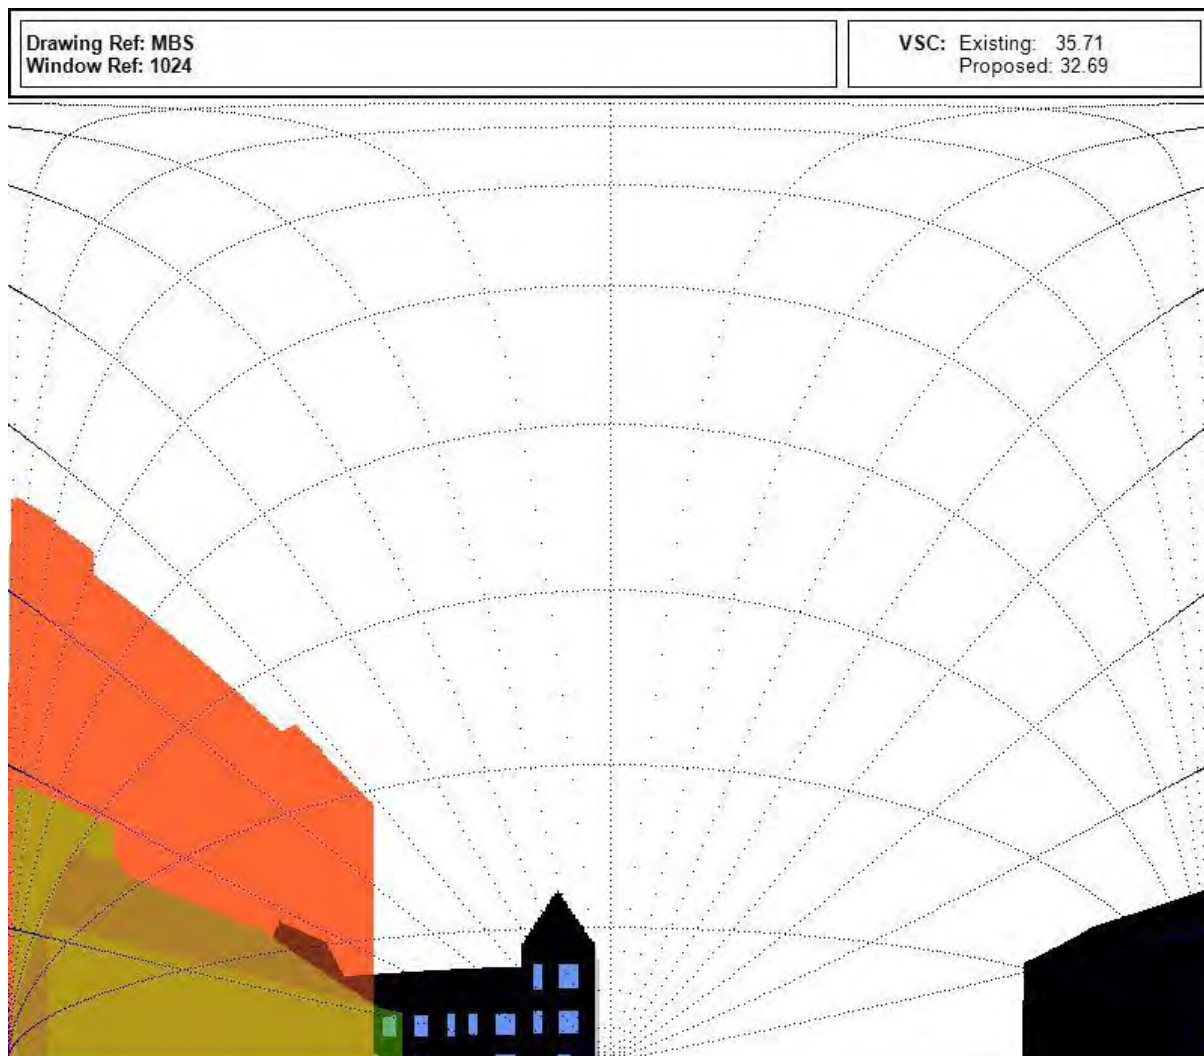 Drawing Ref: MBS
Window Ref: 1024
VSC: Existing: 35.71
Proposed: 32.69